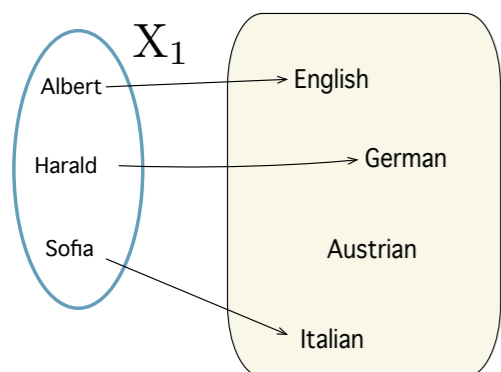 X₁
Albert
English
Harald
German
Sofia
Austrian
Italian